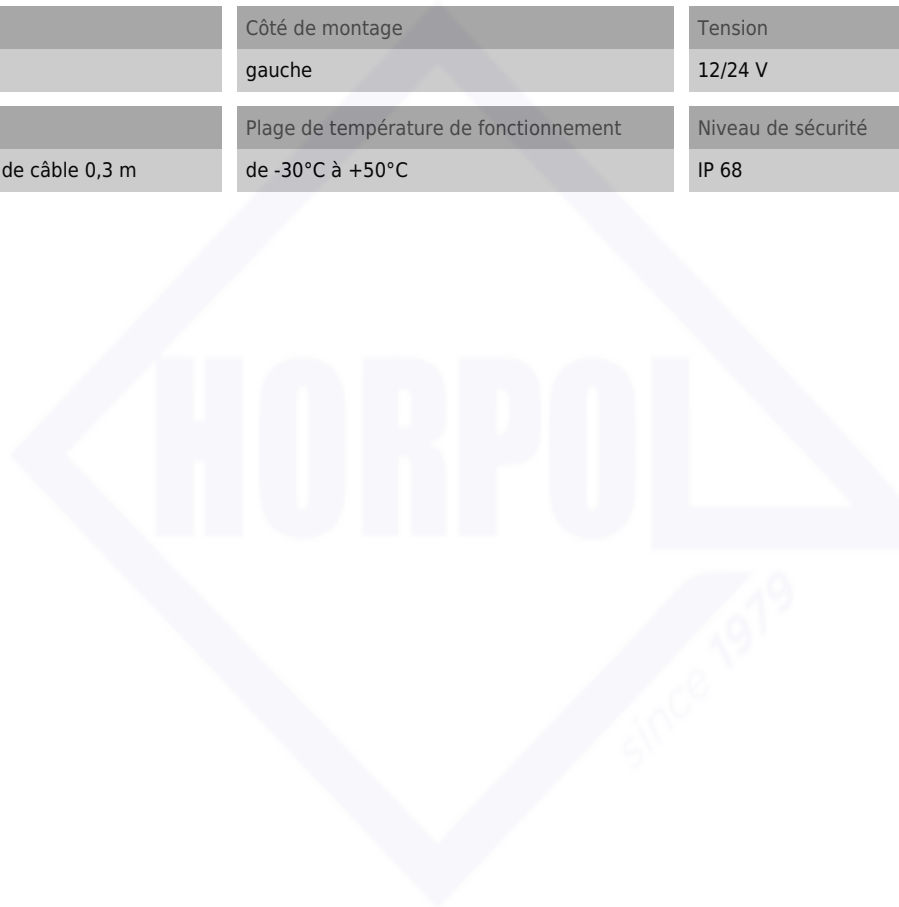 Côté de montage
Tension
gauche
12/24 V
Plage de température de fonctionnement
Niveau de sécurité
de câble 0,3 m
de -30°C à +50°C
IP 68
HORPOL
since 1979